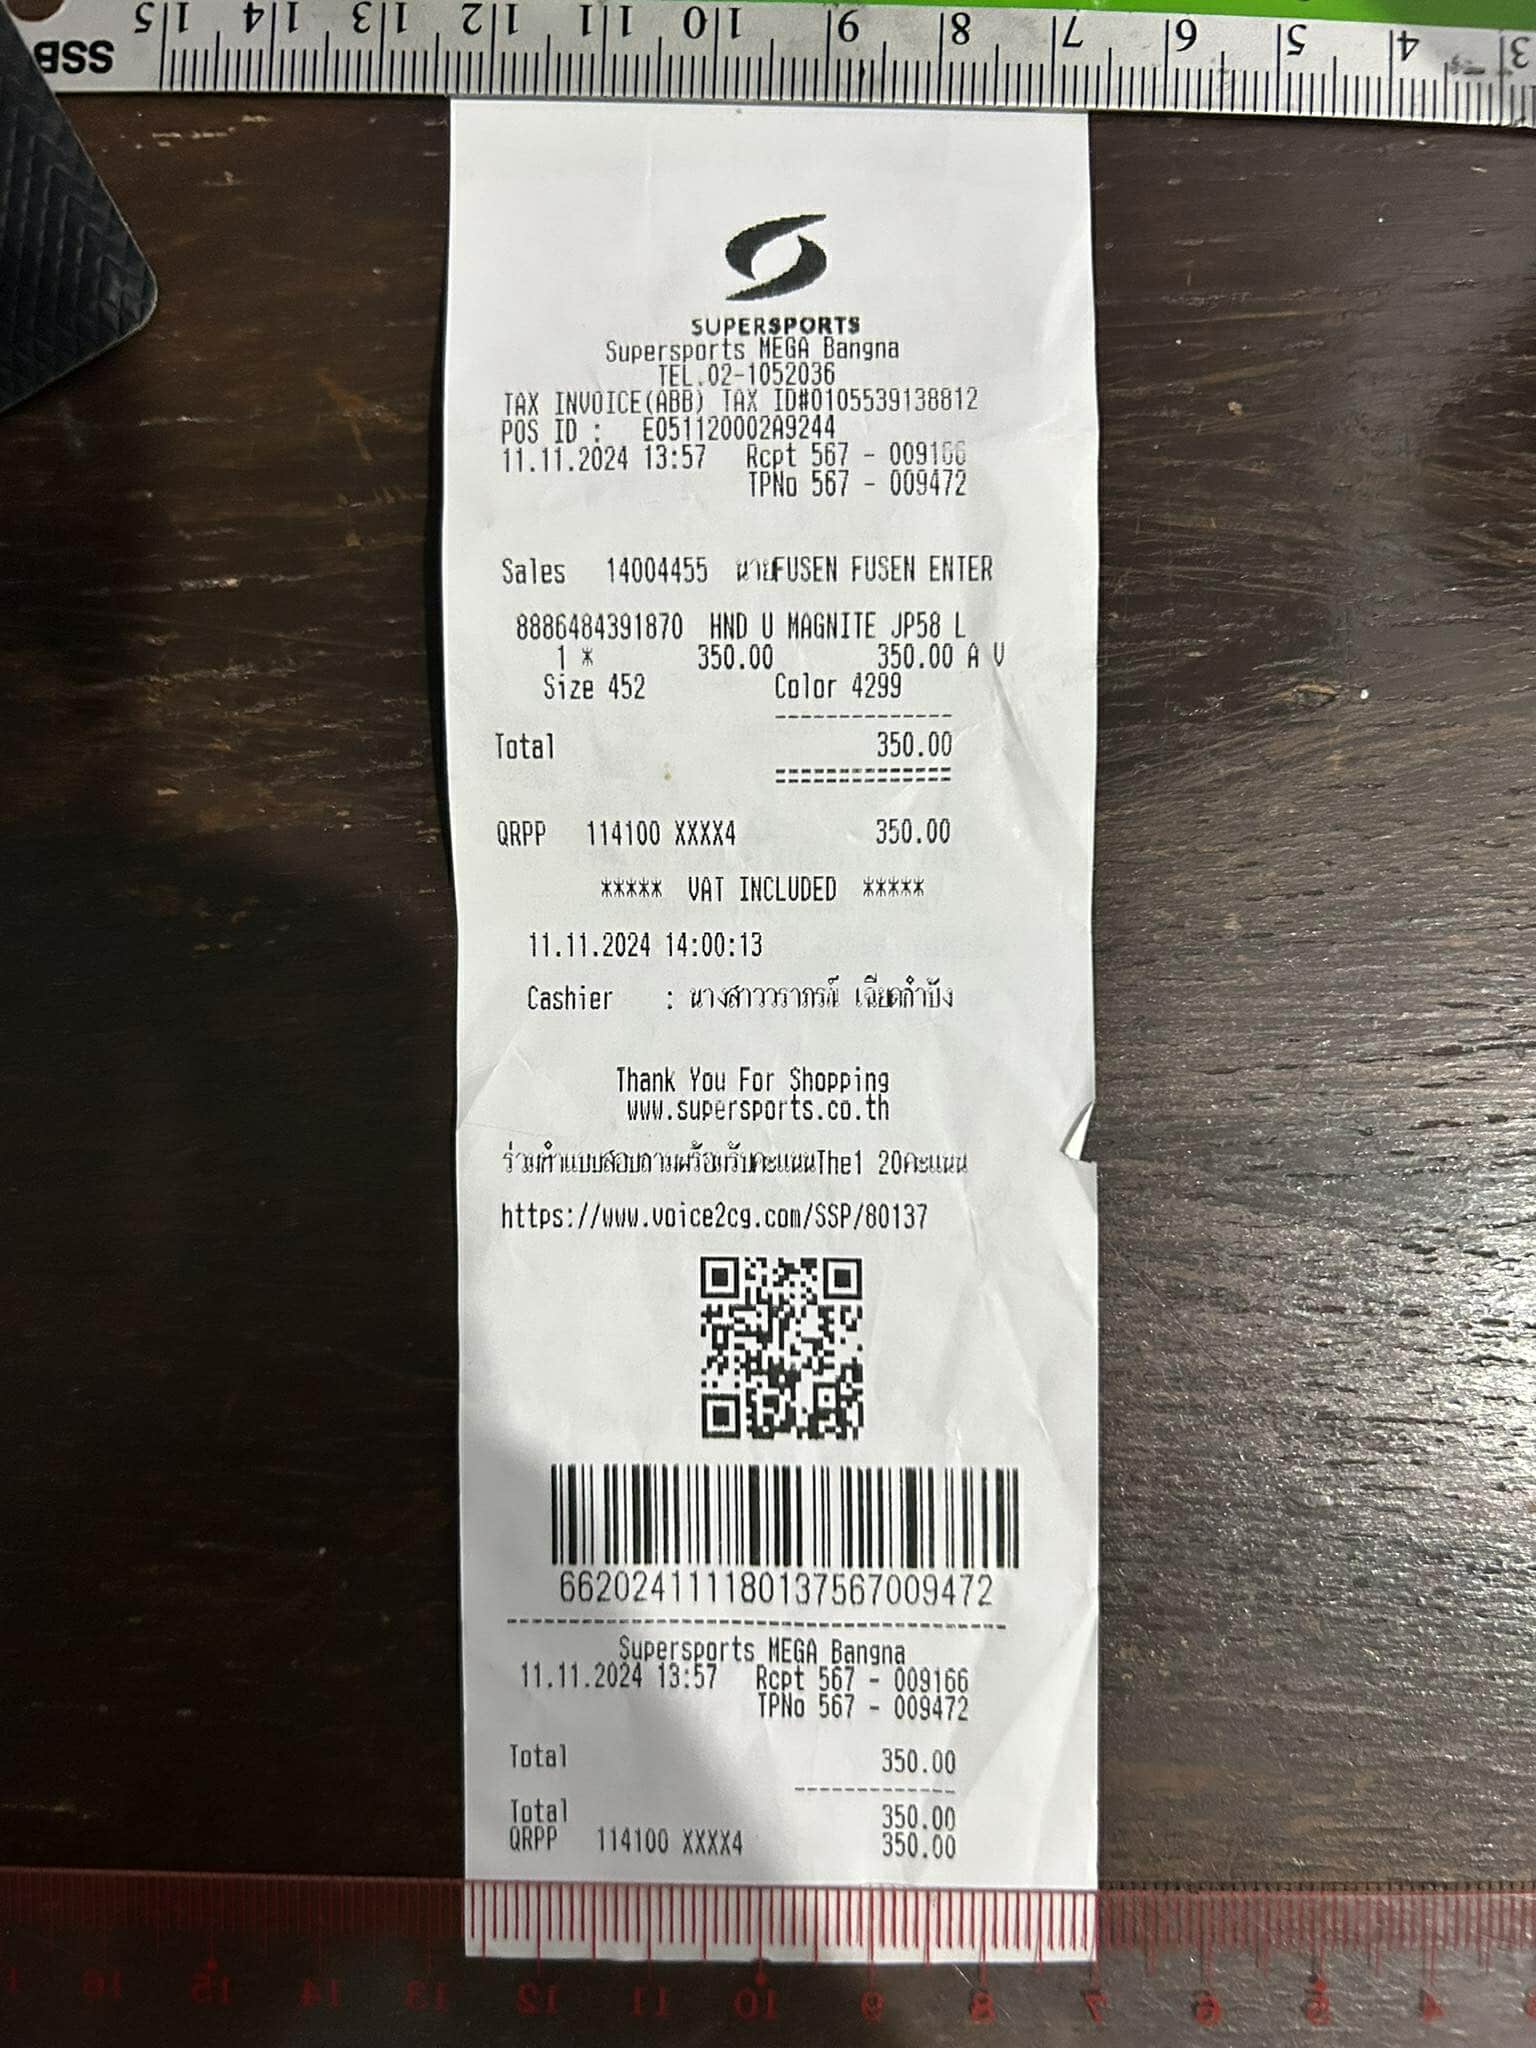 SSB 15 14 13 12 11 10 9 8 7 6 5 4 3
SUPERSPORTS
Supersports MEGA Bangna
TEL.02-1052036
TAX INVOICE(ABB) TAX ID#0105539138812
POS ID : E051120002A9244
11.11.2024 13:57 Rcpt 567 - 009166
TPNo 567 - 009472
Sales 14004455 นายFUSEN FUSEN ENTER
8886484391870 HND U MAGNITE JP58 L
1 * 350.00 350.00 A V
Size 452 Color 4299
Total 350.00
QRPP 114100 XXXX4 350.00
***** VAT INCLUDED *****
11.11.2024 14:00:13
Cashier : นางสาววราภรณ์
Thank You For Shopping
www.supersports.co.th
ร่วมทำแบบสอบถามพร้อมรับคะแนนThe1 20คะแนน
https://www.voice2cg.com/SSP/80137
6620241111180137567009472
Supersports MEGA Bangna
11.11.2024 13:57 Rcpt 567 - 009166
TPNo 567 - 009472
Total 350.00
Total 350.00
QRPP 114100 XXXX4 350.00
16 15 14 13 12 11 10 9 8 7 6 5 4